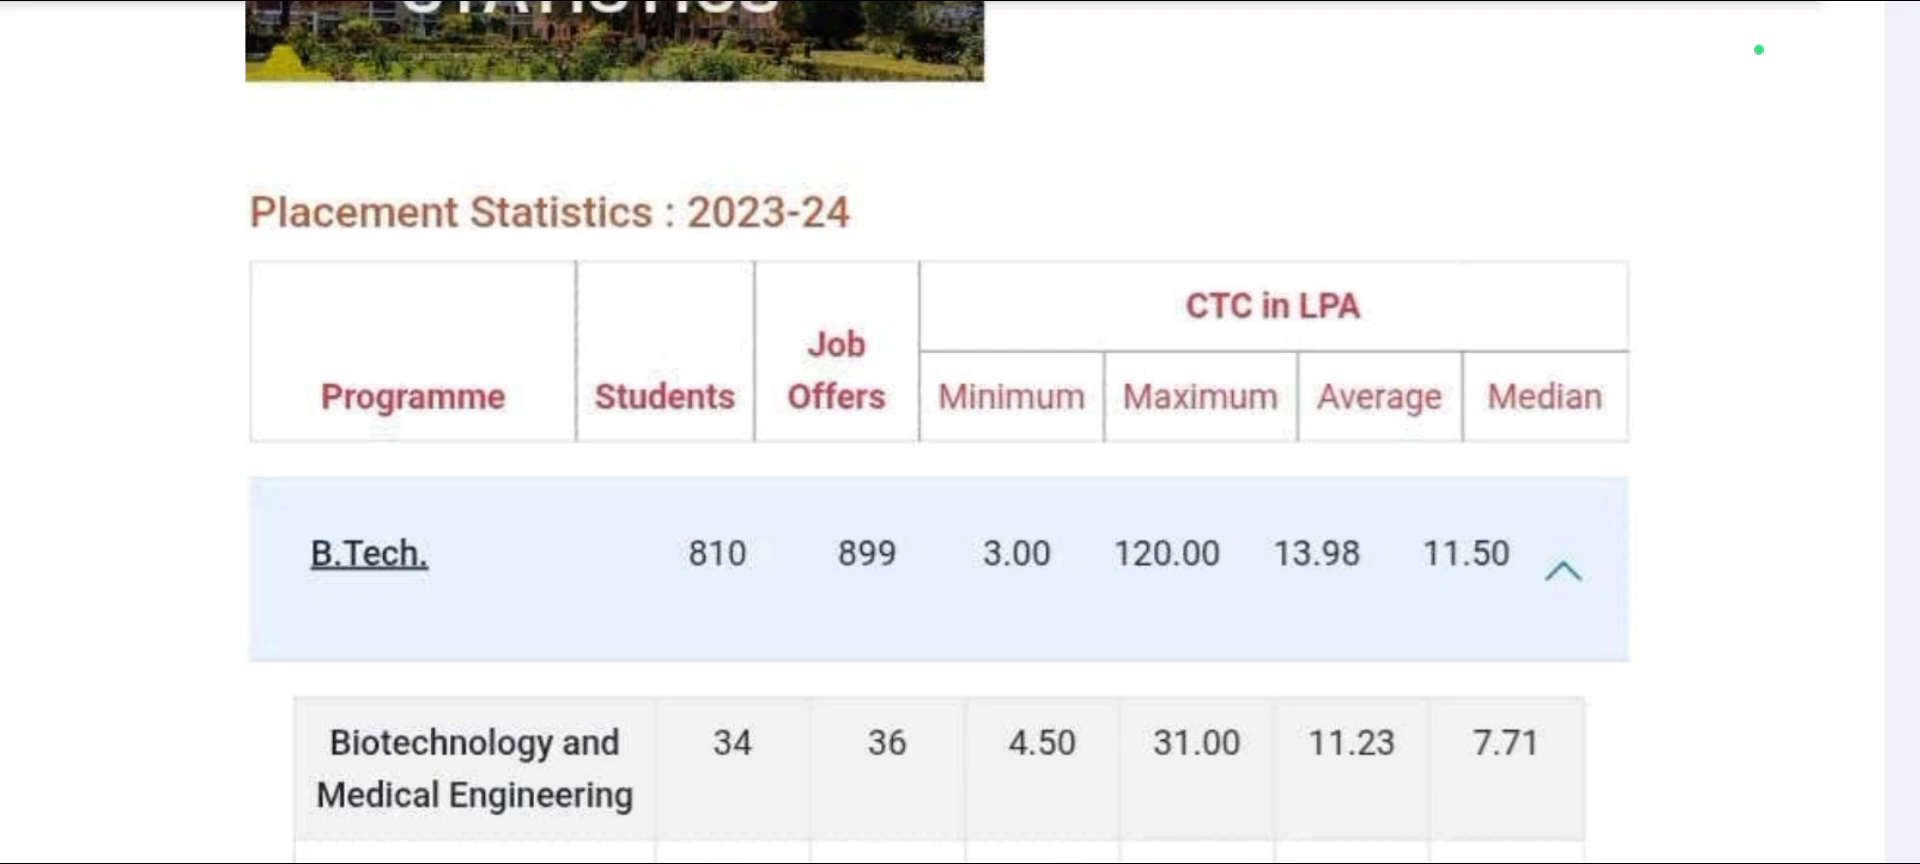 STATISTICS
Placement Statistics : 2023-24
CTC in LPA
Job
Programme Students Offers Minimum Maximum Average Median
B.Tech. 810 899 3.00 120.00 13.98 11.50
Biotechnology and 34 36 4.50 31.00 11.23 7.71
Medical Engineering